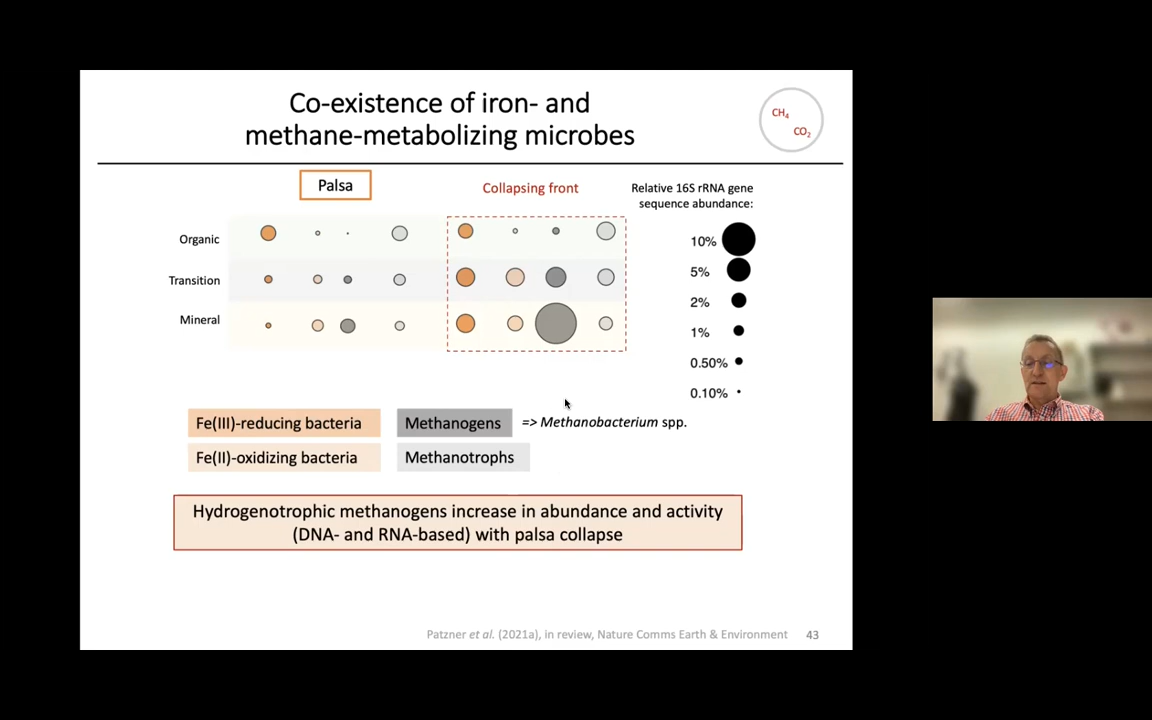 Co-existence of iron- and
methane-metabolizing microbes
CH4
CO2
Palsa
Collapsing front
Relative 16S rRNA gene
sequence abundance:
Organic
Transition
Mineral
10%
5%
2%
1%
0.50%
0.10%
Fe(III)-reducing bacteria
Methanogens
=> Methanobacterium spp.
Fe(II)-oxidizing bacteria
Methanotrophs
Hydrogenotrophic methanogens increase in abundance and activity
(DNA- and RNA-based) with palsa collapse
Patzner et al. (2021a), in review, Nature Comms Earth & Environment
43